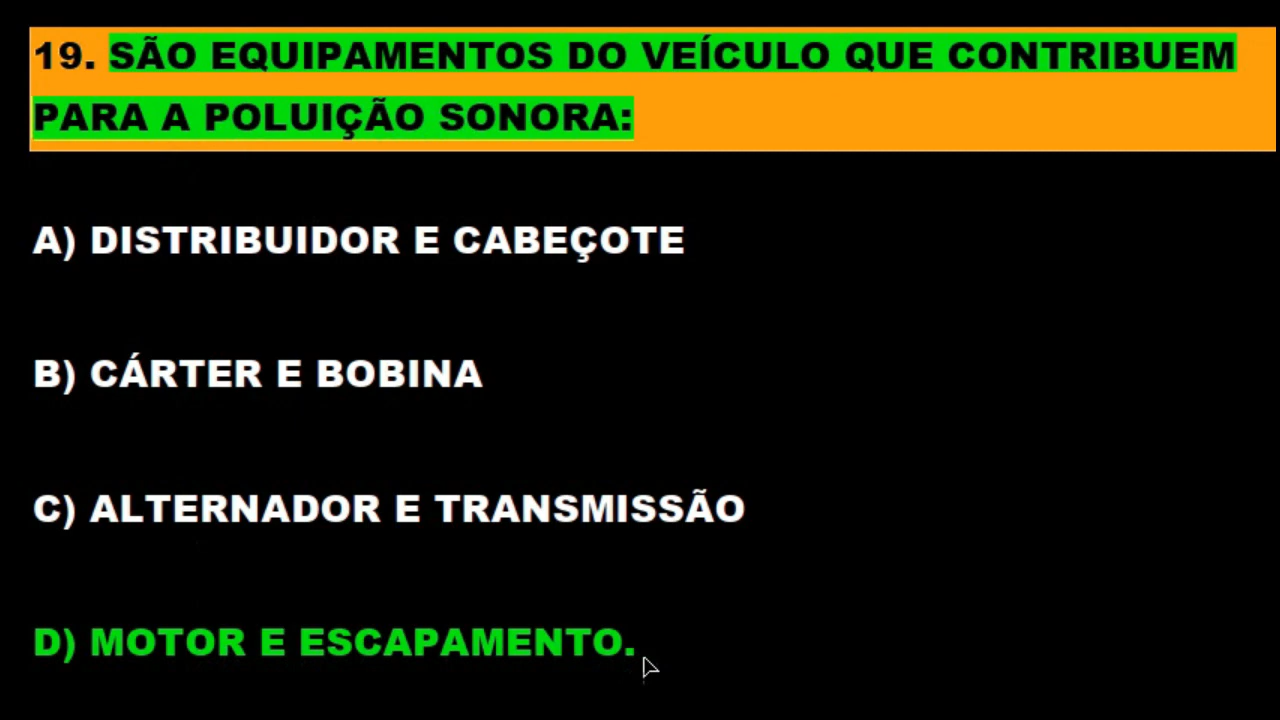 19. SÃO EQUIPAMENTOS DO VEÍCULO QUE CONTRIBUEM
PARA A POLUIÇÃO SONORA:
A) DISTRIBUIDOR E CABEÇOTE
B) CÁRTER E BOBINA
C) ALTERNADOR E TRANSMISSÃO
D) MOTOR E ESCAPAMENTO.